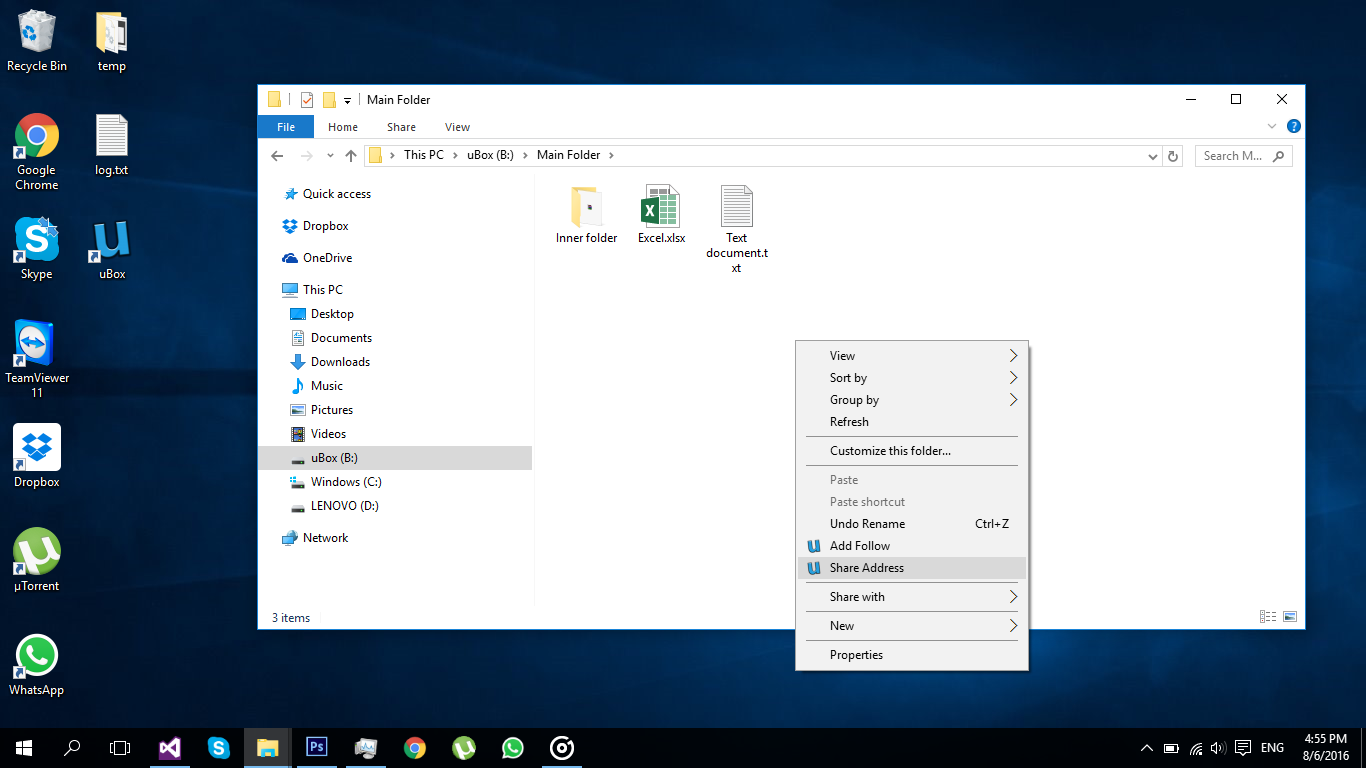 Recycle Bin
temp
Google
Chrome
log.txt
Skype
uBox
TeamViewer
11
Dropbox
µTorrent
WhatsApp
Main Folder
File Home Share View
This PC uBox (B:) Main Folder
Search M...
Quick access
Dropbox
OneDrive
This PC
Desktop
Documents
Downloads
Music
Pictures
Videos
uBox (B:)
Windows (C:)
LENOVO (D:)
Network
Inner folder
Excel.xlsx
Text
document.t
xt
3 items
View
Sort by
Group by
Refresh
Customize this folder...
Paste
Paste shortcut
Undo Rename Ctrl+Z
Add Follow
Share Address
Share with
New
Properties
Ps
ENG
4:55 PM
8/6/2016